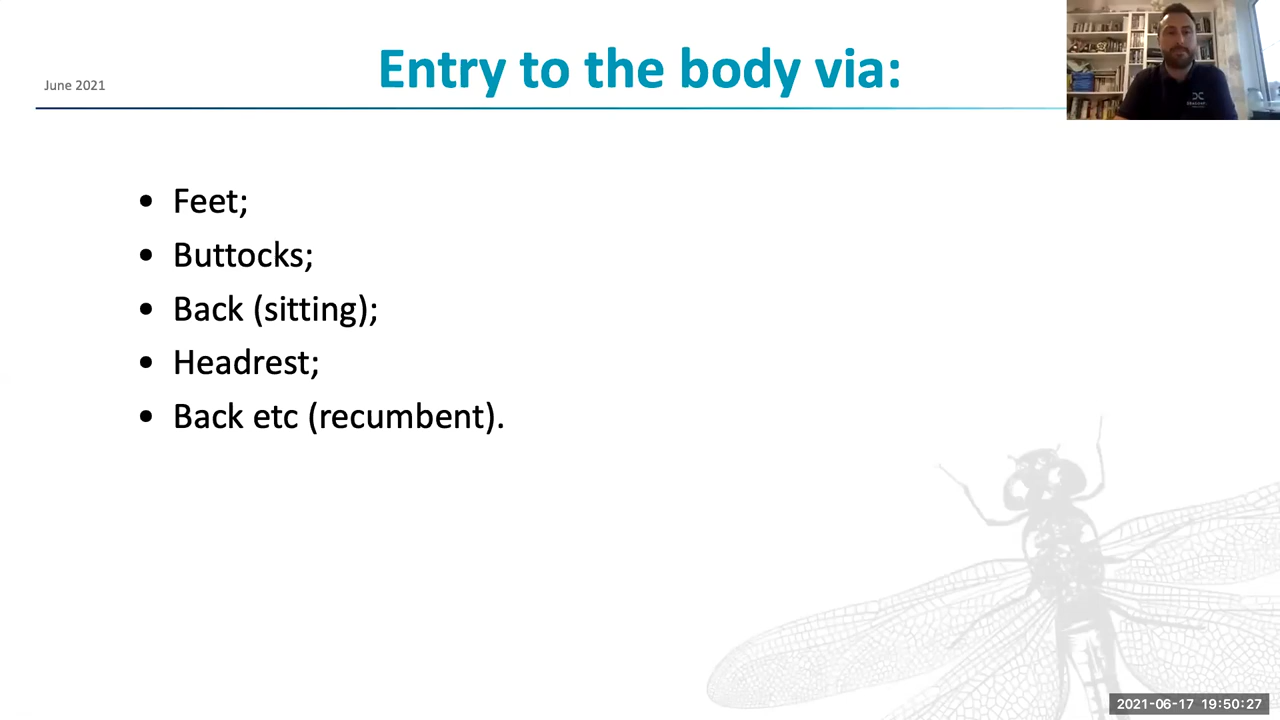 June 2021
Entry to the body via:
• Feet;
• Buttocks;
• Back (sitting);
• Headrest;
• Back etc (recumbent).
2021-06-17 19:50:27